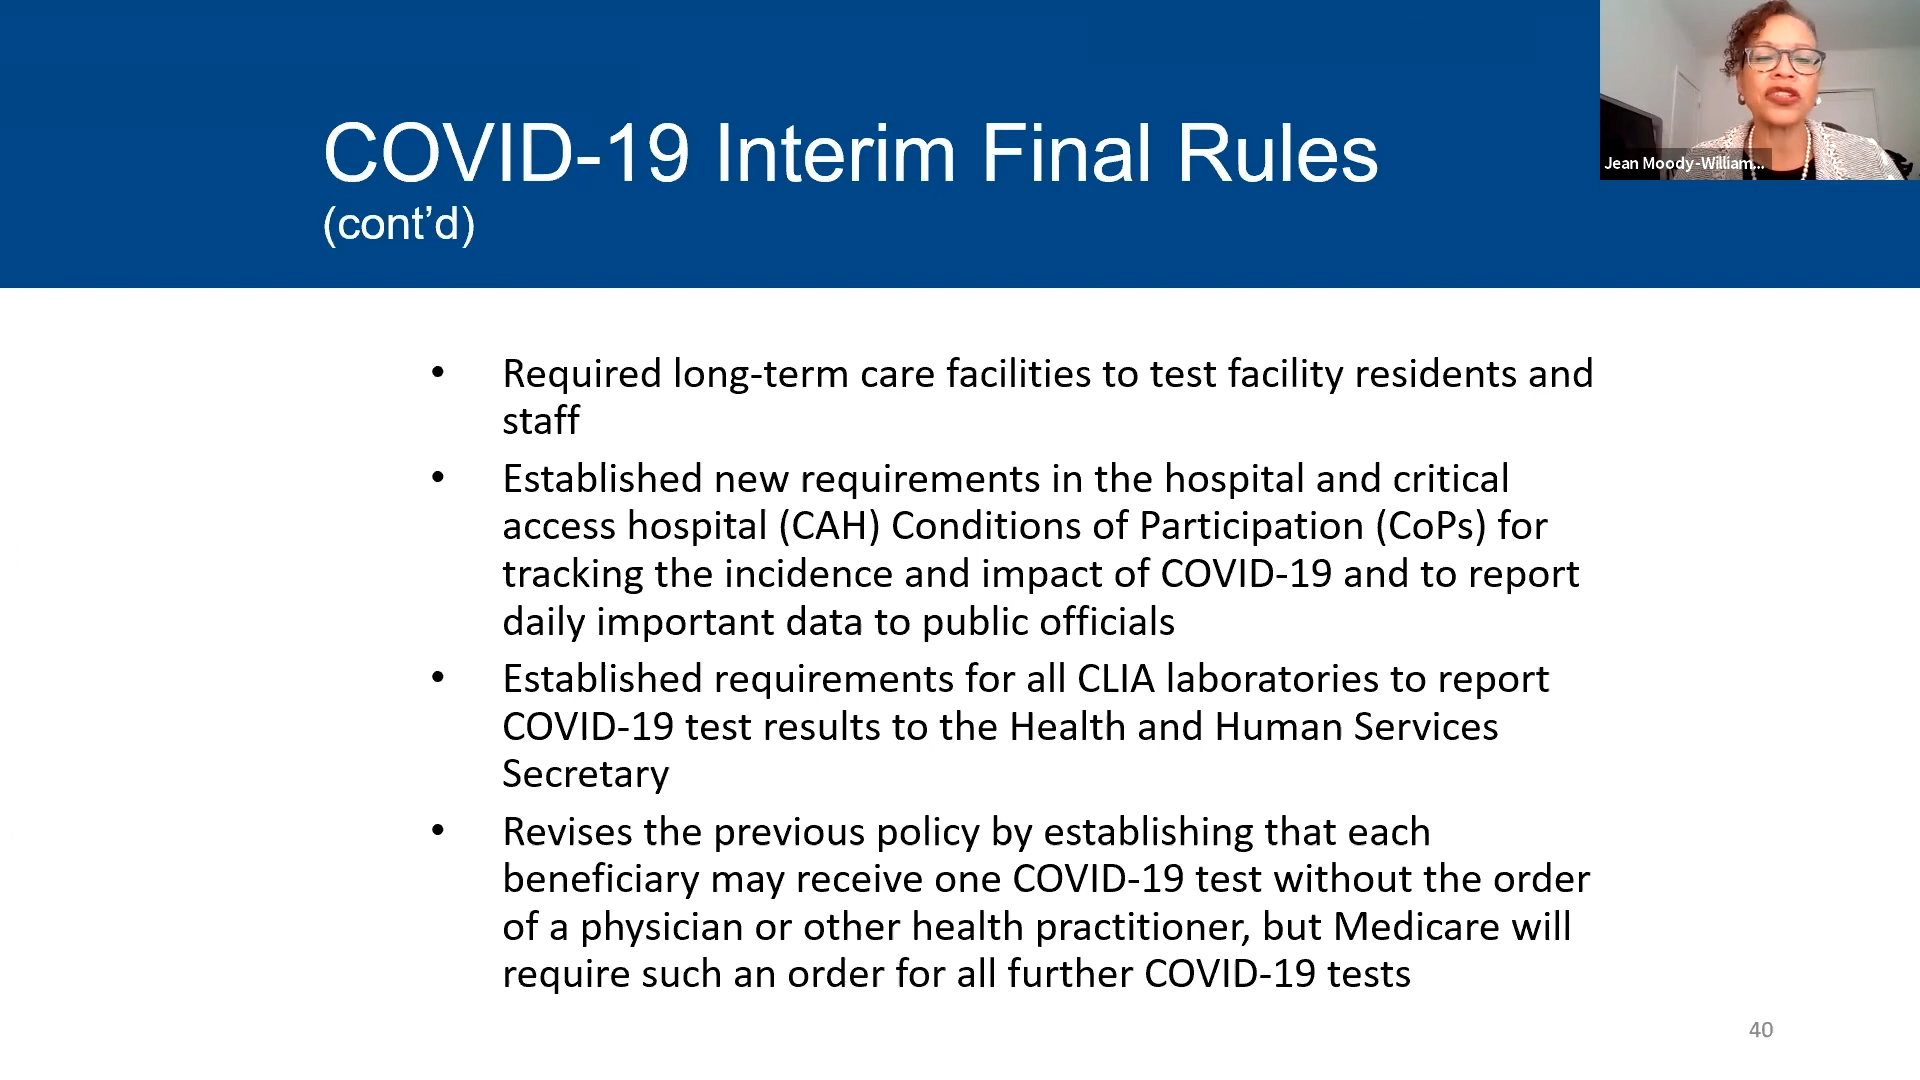 COVID-19 Interim Final Rules
(cont’d)
Jean Moody-William...
• Required long-term care facilities to test facility residents and
staff
• Established new requirements in the hospital and critical
access hospital (CAH) Conditions of Participation (CoPs) for
tracking the incidence and impact of COVID-19 and to report
daily important data to public officials
• Established requirements for all CLIA laboratories to report
COVID-19 test results to the Health and Human Services
Secretary
• Revises the previous policy by establishing that each
beneficiary may receive one COVID-19 test without the order
of a physician or other health practitioner, but Medicare will
require such an order for all further COVID-19 tests
40